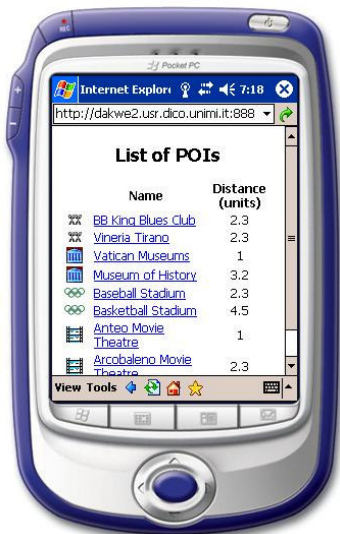 REC
Pocket PC
Internet Explor 7:18
http://dakwe2.usr.dico.unimi.it:888
List of POIs
Name Distance (units)
BB King Blues Club 2.3
Vineria Tirano 2.3
Vatican Museums 1
Museum of History 3.2
Baseball Stadium 2.3
Basketball Stadium 4.5
Anteo Movie
Theatre 1
Arcobaleno Movie
Theatre 2.3
View Tools